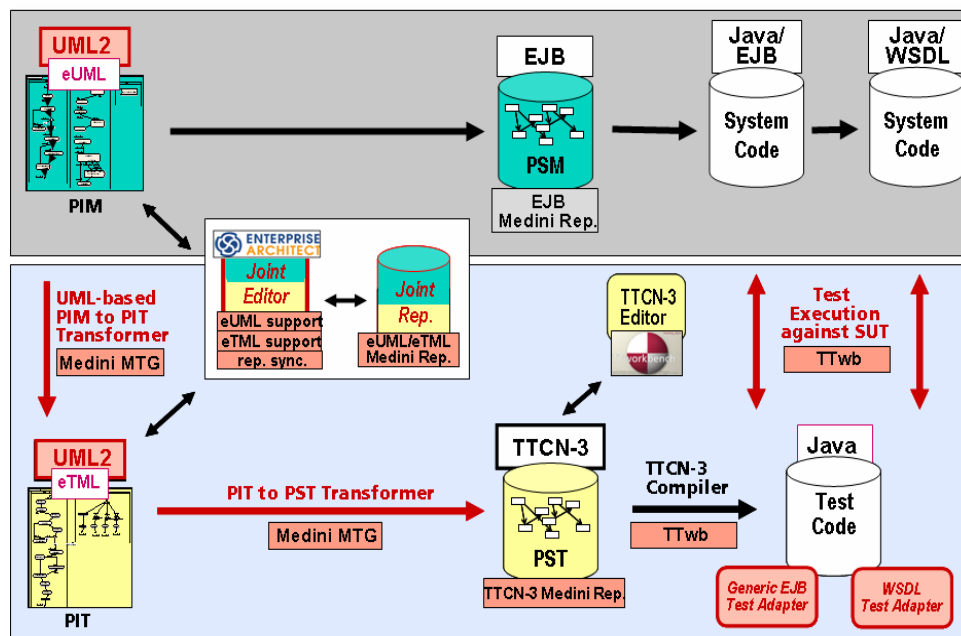 UML2
eUML
PIM
EJB
PSM
EJB
Medini Rep.
Java/
EJB
System
Code
Java/
WSDL
System
Code
ENTERPRISE
ARCHITECT
Joint
Editor
eUML support
eTML support
rep. sync.
Joint
Rep.
eUML/eTML
Medini Rep.
UML-based
PIM to PIT
Transformer
Medini MTG
TTCN-3
Editor
Test
Execution
against SUT
TTwb
UML2
eTML
PIT
PIT to PST Transformer
Medini MTG
TTCN-3
PST
TTCN-3 Medini Rep.
TTCN-3
Compiler
TTwb
Java
Test
Code
Generic EJB
Test Adapter
WSDL
Test Adapter